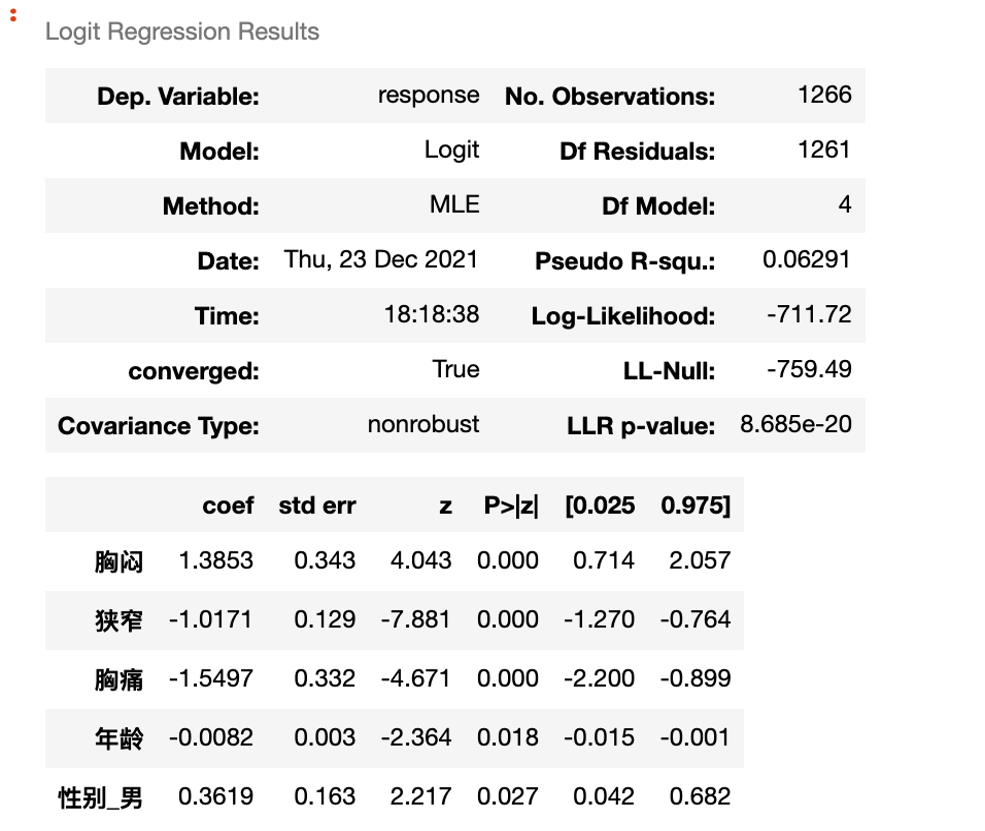 Logit Regression Results
Dep. Variable: response No. Observations: 1266
Model: Logit Df Residuals: 1261
Method: MLE Df Model: 4
Date: Thu, 23 Dec 2021 Pseudo R-squ.: 0.06291
Time: 18:18:38 Log-Likelihood: -711.72
converged: True LL-Null: -759.49
Covariance Type: nonrobust LLR p-value: 8.685e-20
coef std err z P>|z| [0.025 0.975]
胸闷 1.3853 0.343 4.043 0.000 0.714 2.057
狭窄 -1.0171 0.129 -7.881 0.000 -1.270 -0.764
胸痛 -1.5497 0.332 -4.671 0.000 -2.200 -0.899
年龄 -0.0082 0.003 -2.364 0.018 -0.015 -0.001
性别_男 0.3619 0.163 2.217 0.027 0.042 0.682